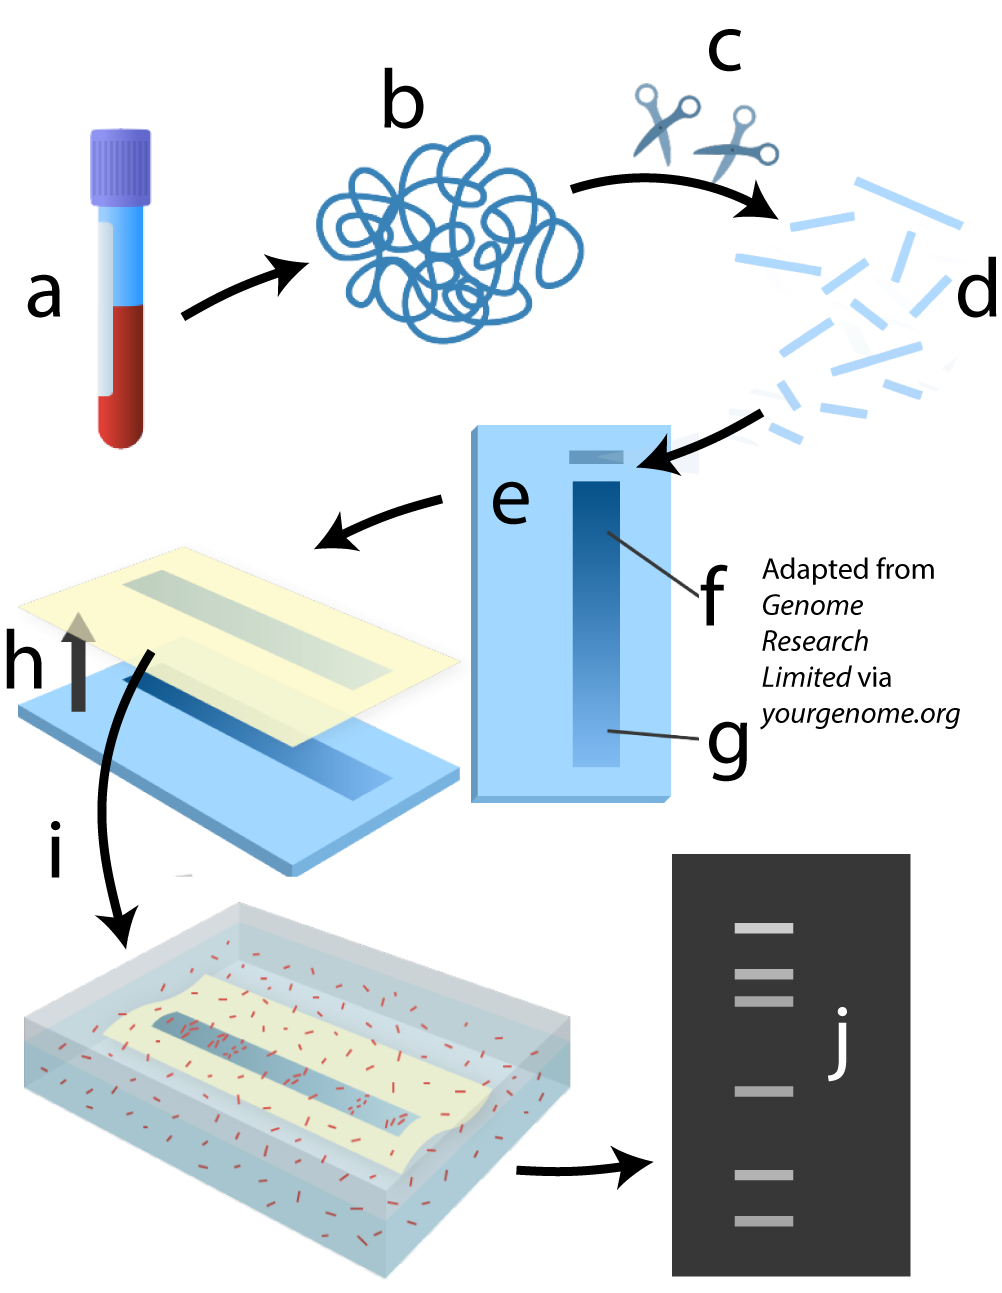 c
b
a
d
e
Adapted from
f
Genome
Research
h
Limited via
yourgenome.org
g
i
j